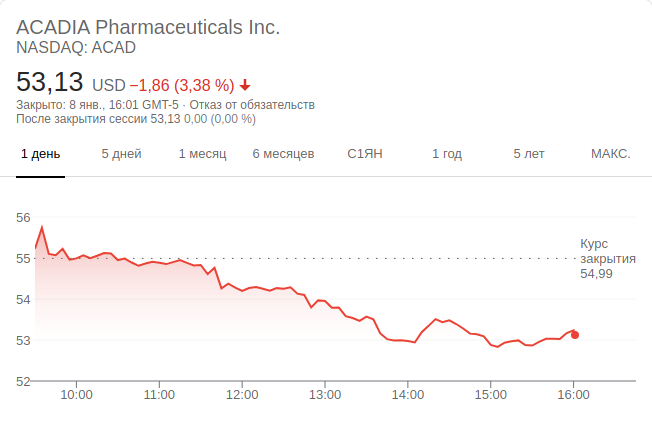 ACADIA Pharmaceuticals Inc.
NASDAQ: ACAD
53,13 USD −1,86 (3,38 %)
Закрыто: 8 янв., 16:01 GMT-5 · Отказ от обязательств
После закрытия сессии 53,13 0,00 (0,00 %)
1 день 5 дней 1 месяц 6 месяцев С1ЯН 1 год 5 лет МАКС.
56
Курс
55 закрытия
54,99
54
53
52
10:00 11:00 12:00 13:00 14:00 15:00 16:00